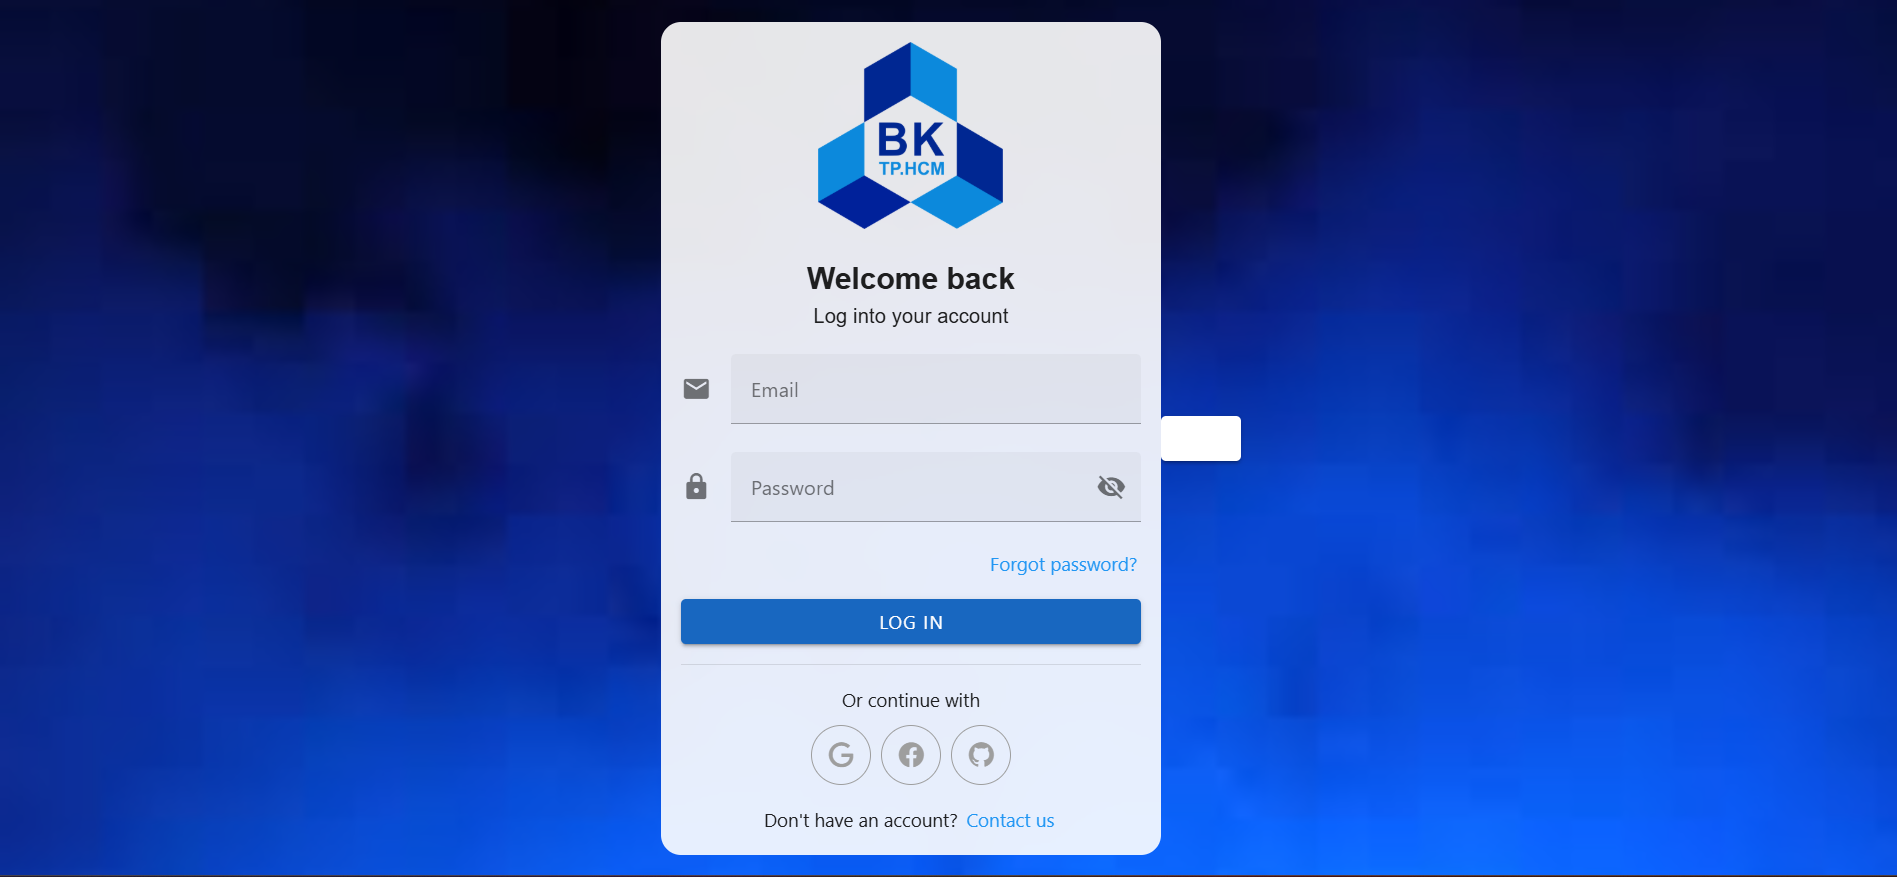 BK
TP.HCM
Welcome back
Log into your account
Email
Password
Forgot password?
LOG IN
Or continue with
Don't have an account? Contact us